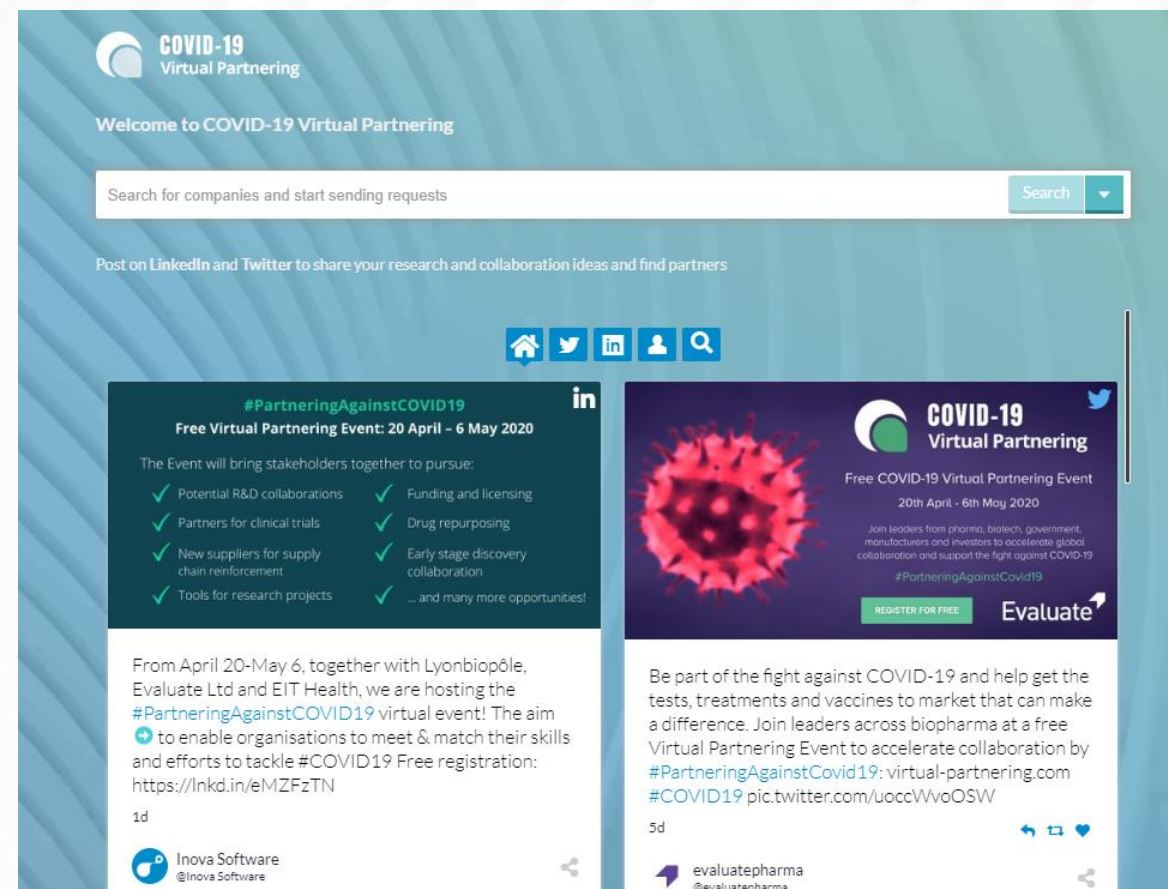 COVID-19
Virtual Partnering
Welcome to COVID-19 Virtual Partnering
Search for companies and start sending requests
Search
Post on LinkedIn and Twitter to share your research and collaboration ideas and find partners
in
#PartneringAgainstCOVID19
Free Virtual Partnering Event: 20 April – 6 May 2020
The Event will bring stakeholders together to pursue:
Potential R&D collaborations
Partners for clinical trials
New suppliers for supply
chain reinforcement
Tools for research projects
Funding and licensing
Drug repurposing
Early stage discovery
collaboration
... and many more opportunities!
in
From April 20-May 6, together with Lyonbiopôle,
Evaluate Ltd and EIT Health, we are hosting the
#PartneringAgainstCOVID19 virtual event! The aim
to enable organisations to meet & match their skills
and efforts to tackle #COVID19 Free registration:
https://lnkd.in/eMZFzTN
1d
Inova Software
@Inova Software
COVID-19
Virtual Partnering
Free COVID-19 Virtual Partnering Event
20th April - 6th May 2020
Join leaders from pharma, biotech, government,
manufacturers and investors to accelerate global
collaboration and support the fight against COVID-19
#PartneringAgainstCovid19
REGISTER FOR FREE
Evaluate
Be part of the fight against COVID-19 and help get the
tests, treatments and vaccines to market that can make
a difference. Join leaders across biopharma at a free
Virtual Partnering Event to accelerate collaboration by
#PartneringAgainstCovid19: virtual-partnering.com
#COVID19 pic.twitter.com/uoccWvoOSW
5d
evaluatepharma
@evaluatepharma